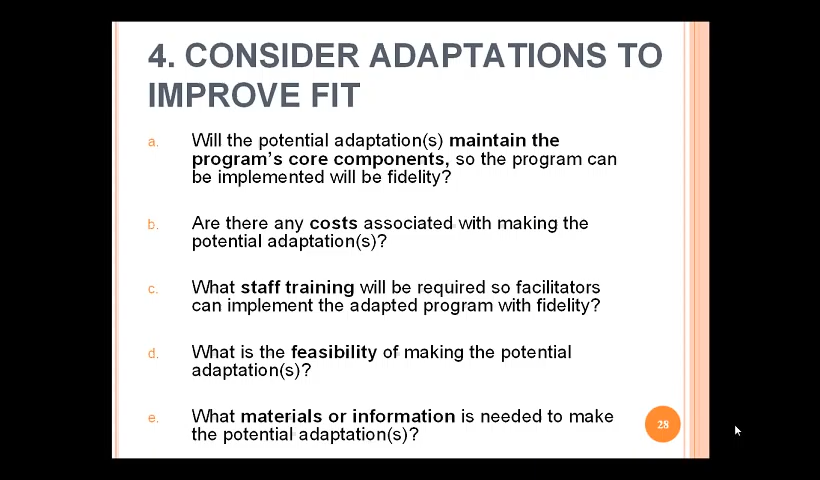 4. CONSIDER ADAPTATIONS TO
IMPROVE FIT
a. Will the potential adaptation(s) maintain the
program's core components, so the program can
be implemented will be fidelity?
b. Are there any costs associated with making the
potential adaptation(s)?
c. What staff training will be required so facilitators
can implement the adapted program with fidelity?
d. What is the feasibility of making the potential
adaptation(s)?
e. What materials or information is needed to make
the potential adaptation(s)?
28